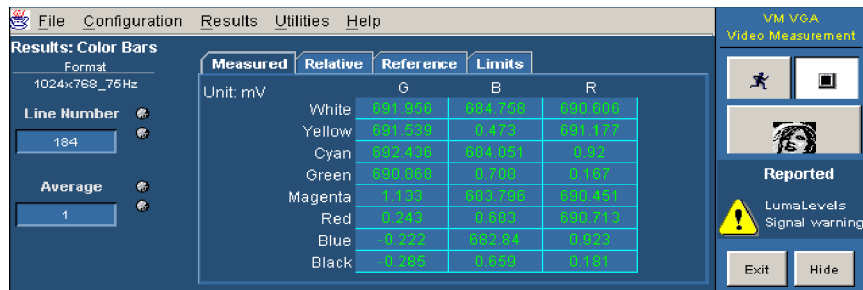 File Configuration Results Utilities Help
VM VGA
Video Measurement
Results: Color Bars
Format
1024x768_75Hz
Line Number
184
Average
1
Measured Relative Reference Limits
Unit: mV G B R
White 691.956 684.758 690.606
Yellow 691.539 0.473 691.177
Cyan 692.436 684.051 0.92
Green 690.868 0.708 0.167
Magenta 1.133 683.796 690.451
Red 0.243 0.683 690.713
Blue -0.222 682.84 0.923
Black -0.285 0.659 0.181
Reported
LumaLevels
Signal warning
Exit Hide